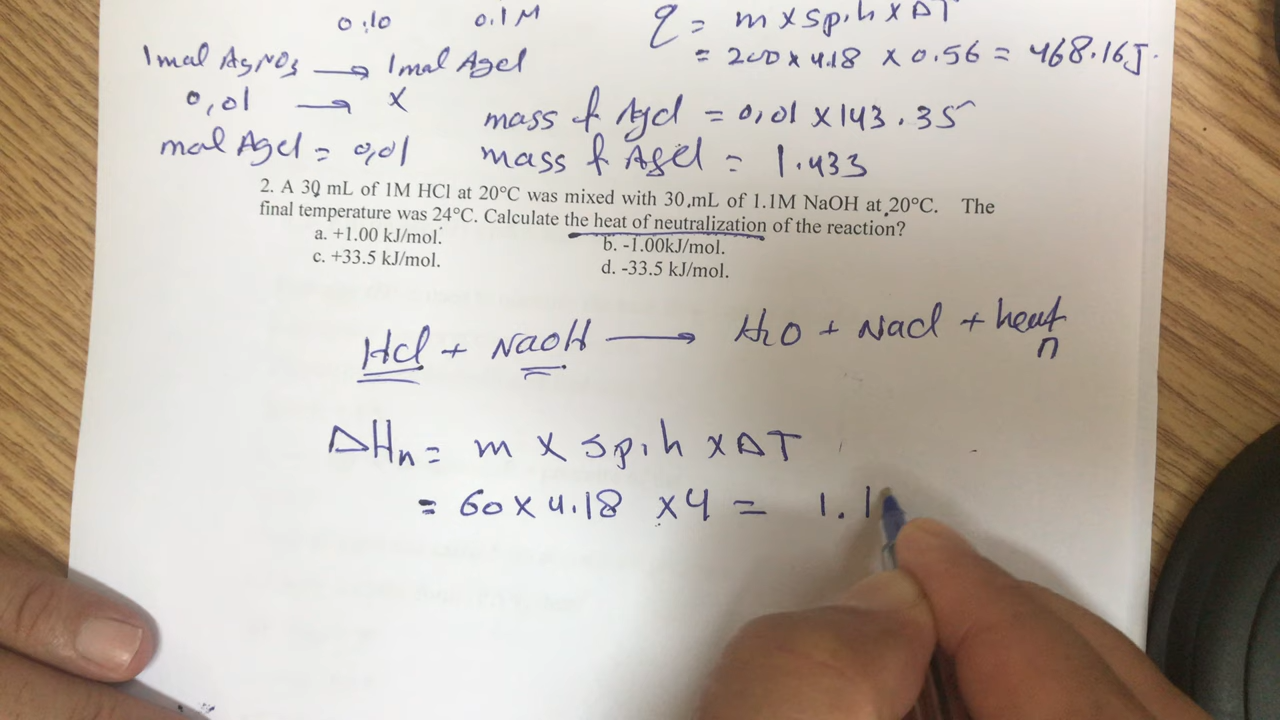 0.10 0.1M
q = m x sp.h x ΔT
1 mol AgNO3 → 1 mol Agcl
= 200 x 4.18 x 0.56 = 468.16J.
0,01 → x
mass of Agcl = 0,01 x 143.35
mol Agcl = 0,01
mass of Agcl = 1.433
2. A 30 mL of 1M HCl at 20°C was mixed with 30.mL of 1.1M NaOH at 20°C. The
final temperature was 24°C. Calculate the heat of neutralization of the reaction?
a. +1.00 kJ/mol. b. -1.00kJ/mol.
c. +33.5 kJ/mol. d. -33.5 kJ/mol.
Hcl + NaOH → H2O + Nacl + heat
n
ΔHn = m x sp.h x ΔT
= 60 x 4.18 x 4 = 1.1